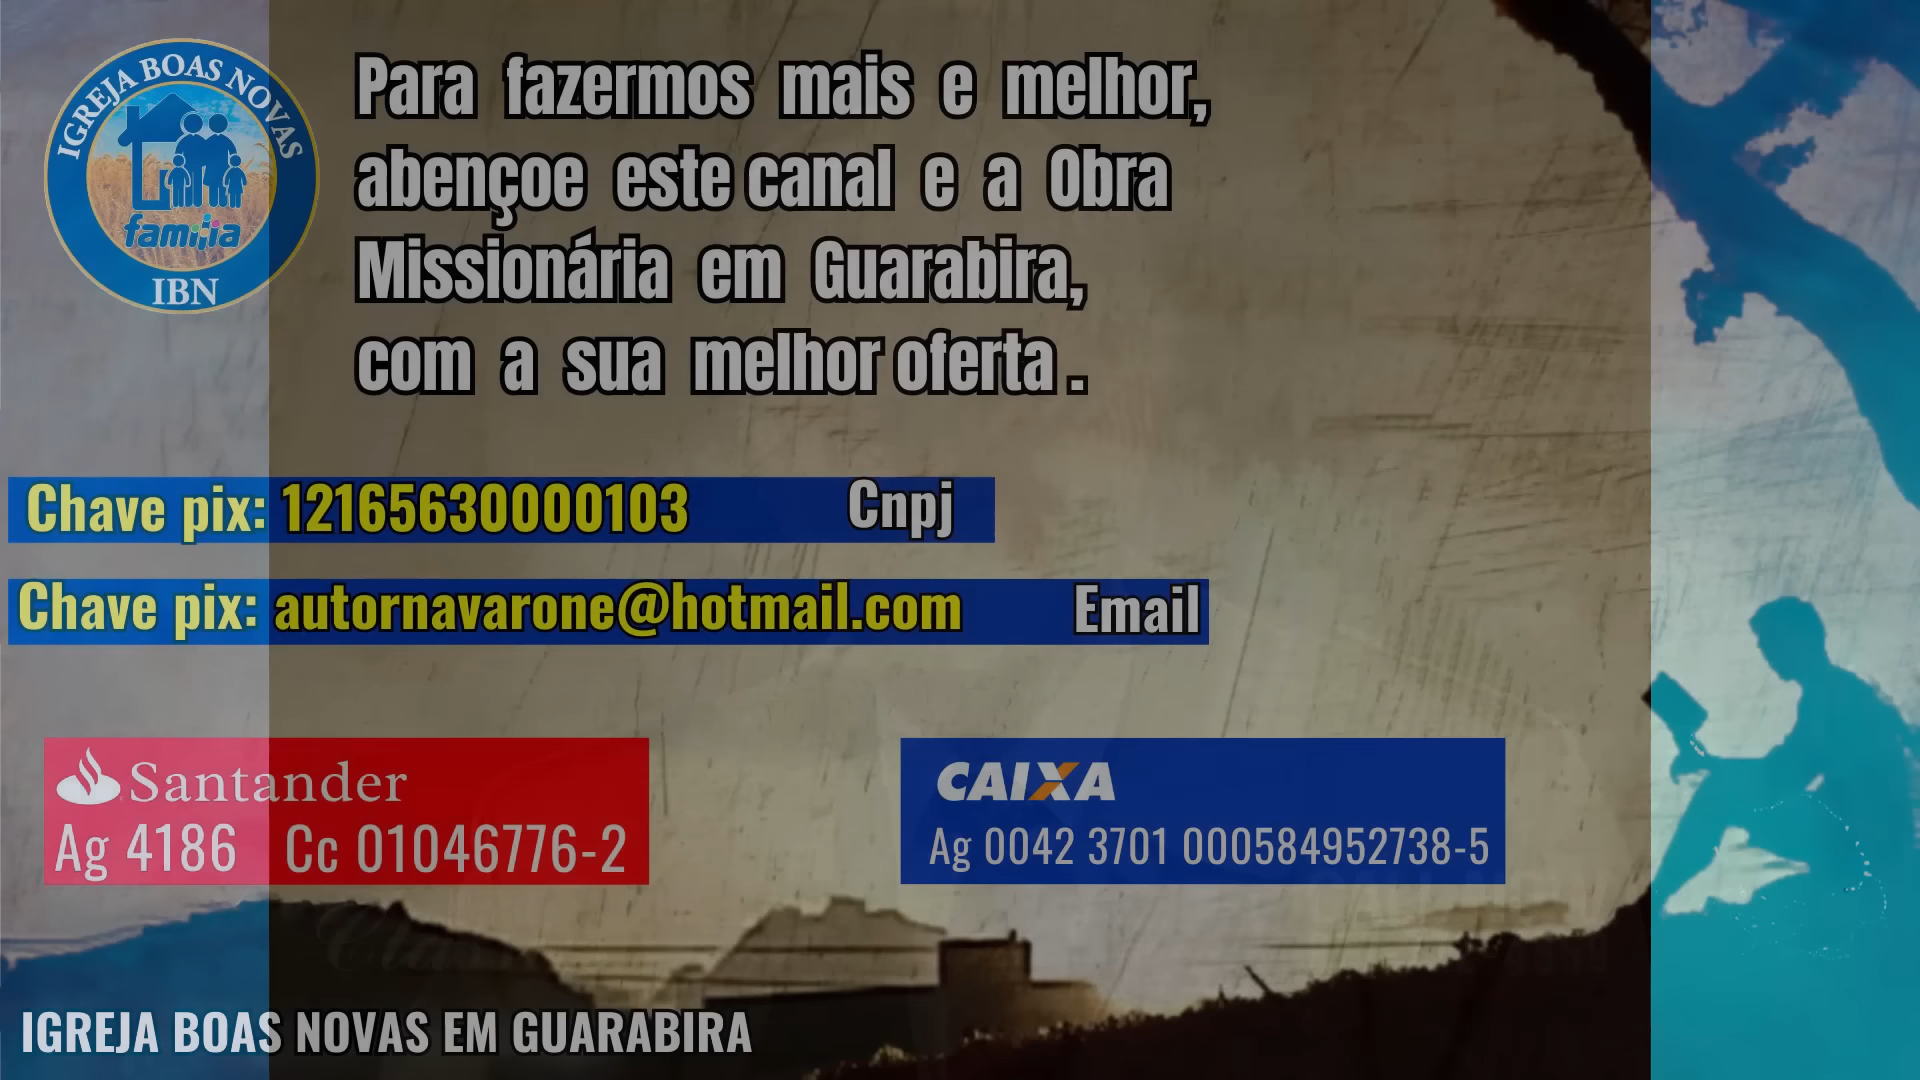 IGREJA BOAS NOVAS
família
IBN
Para fazermos mais e melhor,
abençoe este canal e a Obra
Missionária em Guarabira,
com a sua melhor oferta .
Chave pix: 12165630000103 Cnpj
Chave pix: autornavarone@hotmail.com Email
Santander
Ag 4186 Cc 01046776-2
CAIXA
Ag 0042 3701 000584952738-5
IGREJA BOAS NOVAS EM GUARABIRA